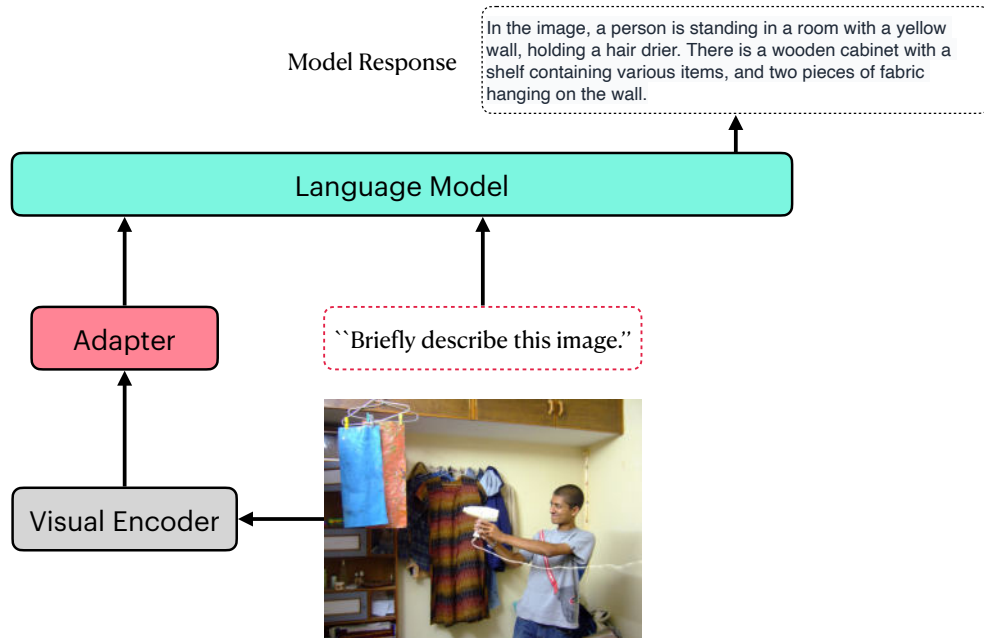 In the image, a person is standing in a room with a yellow
wall, holding a hair drier. There is a wooden cabinet with a
shelf containing various items, and two pieces of fabric
hanging on the wall.
Model Response
Language Model
Adapter
``Briefly describe this image.”
Visual Encoder